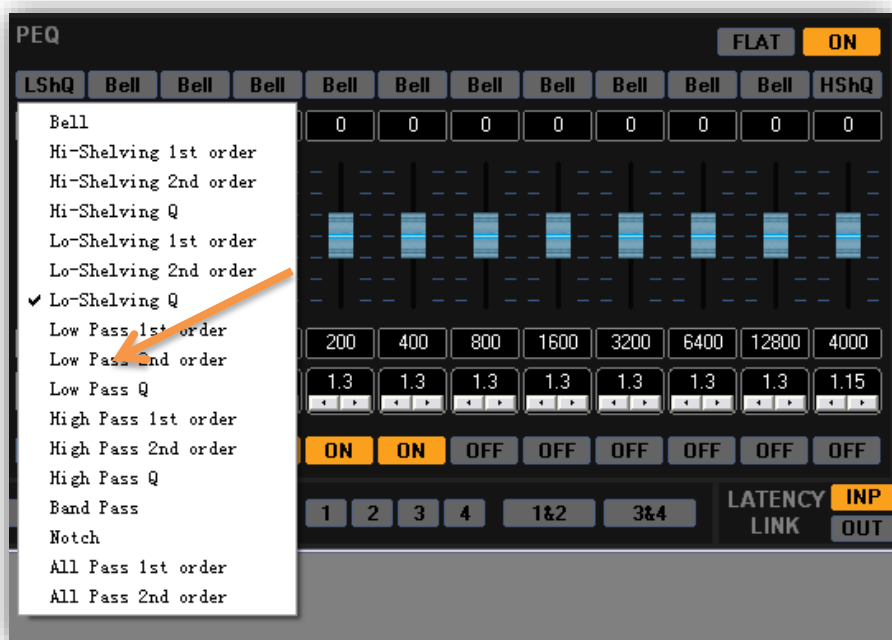 PEQ
FLAT ON
LShQ Bell Bell Bell Bell Bell Bell Bell Bell Bell Bell HShQ
Bell
Hi-Shelving 1st order
Hi-Shelving 2nd order
Hi-Shelving Q
Lo-Shelving 1st order
Lo-Shelving 2nd order
Lo-Shelving Q
Low Pass 1st order
Low Pass 2nd order
Low Pass Q
High Pass 1st order
High Pass 2nd order
High Pass Q
Band Pass
Notch
All Pass 1st order
All Pass 2nd order
0 0 0 0 0 0 0 0
200 400 800 1600 3200 6400 12800 4000
1.3 1.3 1.3 1.3 1.3 1.3 1.3 1.15
ON ON OFF OFF OFF OFF OFF OFF
1 2 3 4 1&2 3&4
LATENCY LINK
INP
OUT